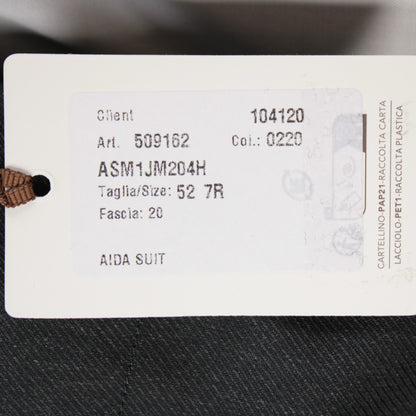 Client 104120
Art. 509162 Col.: 0220
ASM1JM204H
Taglia/Size: 52 7R
Fascia: 20
AIDA SUIT
CARTELLINO-PAP21-RACCOLTA CARTA
LACCIOLO-PET1-RACCOLTA PLASTICA